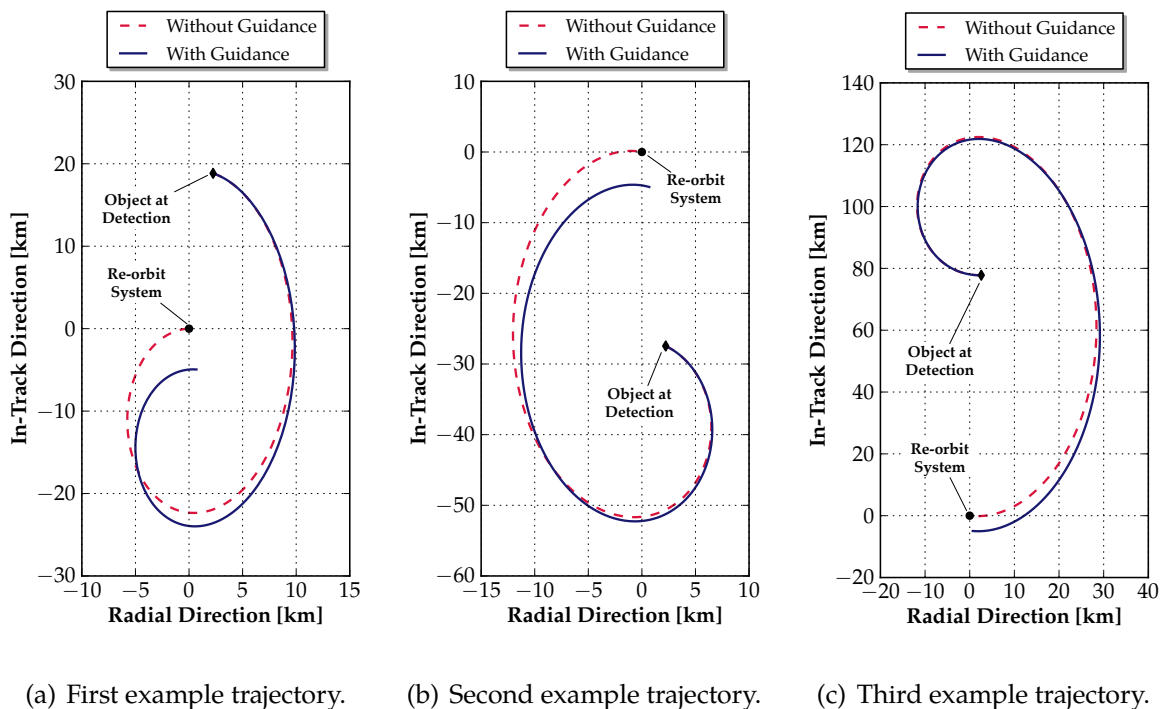 Without Guidance
With Guidance
30
20
10
0
−10
−20
−30
−10
−5
0
5
10
15
In-Track Direction [km]
Radial Direction [km]
Object at
Detection
Re-orbit
System
(a) First example trajectory.
Without Guidance
With Guidance
10
0
−10
−20
−30
−40
−50
−60
−15
−10
−5
0
5
10
In-Track Direction [km]
Radial Direction [km]
Re-orbit
System
Object at
Detection
(b) Second example trajectory.
Without Guidance
With Guidance
140
120
100
80
60
40
20
0
−20
−20
−10
0
10
20
30
40
In-Track Direction [km]
Radial Direction [km]
Object at
Detection
Re-orbit
System
(c) Third example trajectory.